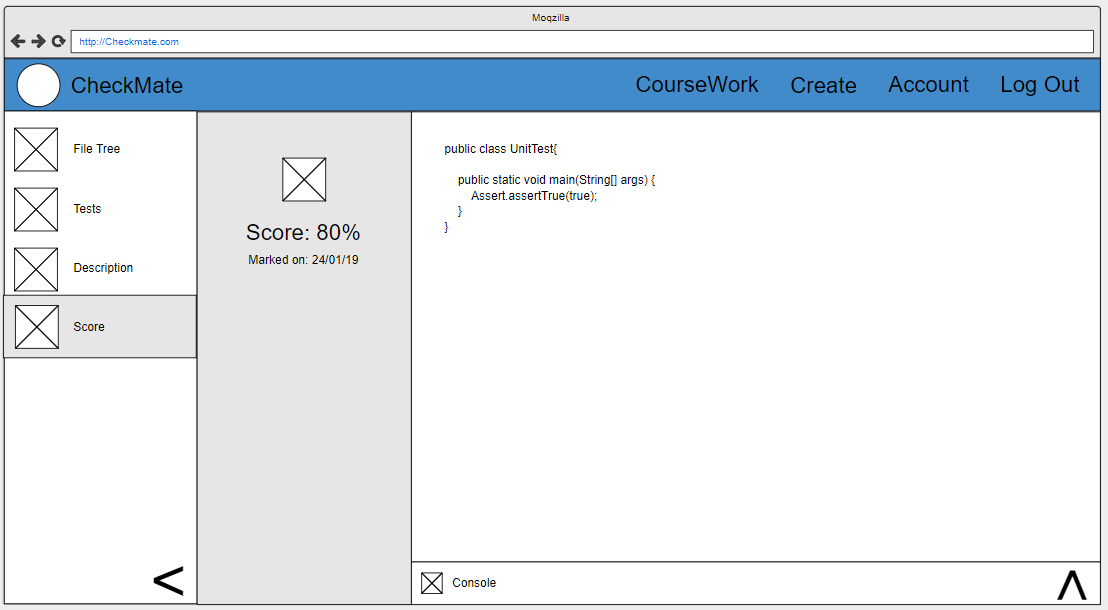 Moqzilla
http://Checkmate.com
CheckMate
CourseWork
Create
Account
Log Out
File Tree
Tests
Description
Score
Score: 80%
Marked on: 24/01/19
public class UnitTest{
public static void main(String[] args) {
Assert.assertTrue(true);
}
}
Console